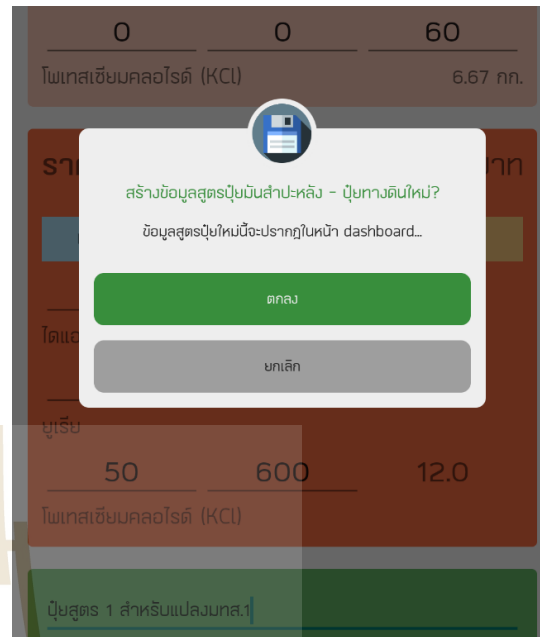 0 0 60
โพเทสเซียมคลอไรด์ (KCl) 6.67 กก.
สร้างข้อมูลสูตรปุ๋ยมันสำปะหลัง - ปุ๋ยทางดินใหม่?
ข้อมูลสูตรปุ๋ยใหม่นี้จะปรากฏในหน้า dashboard...
ตกลง
ยกเลิก
ยูเรีย
50 600 12.0
โพเทสเซียมคลอไรด์ (KCl)
ปุ๋ยสูตร 1 สำหรับแปลงมทส.1